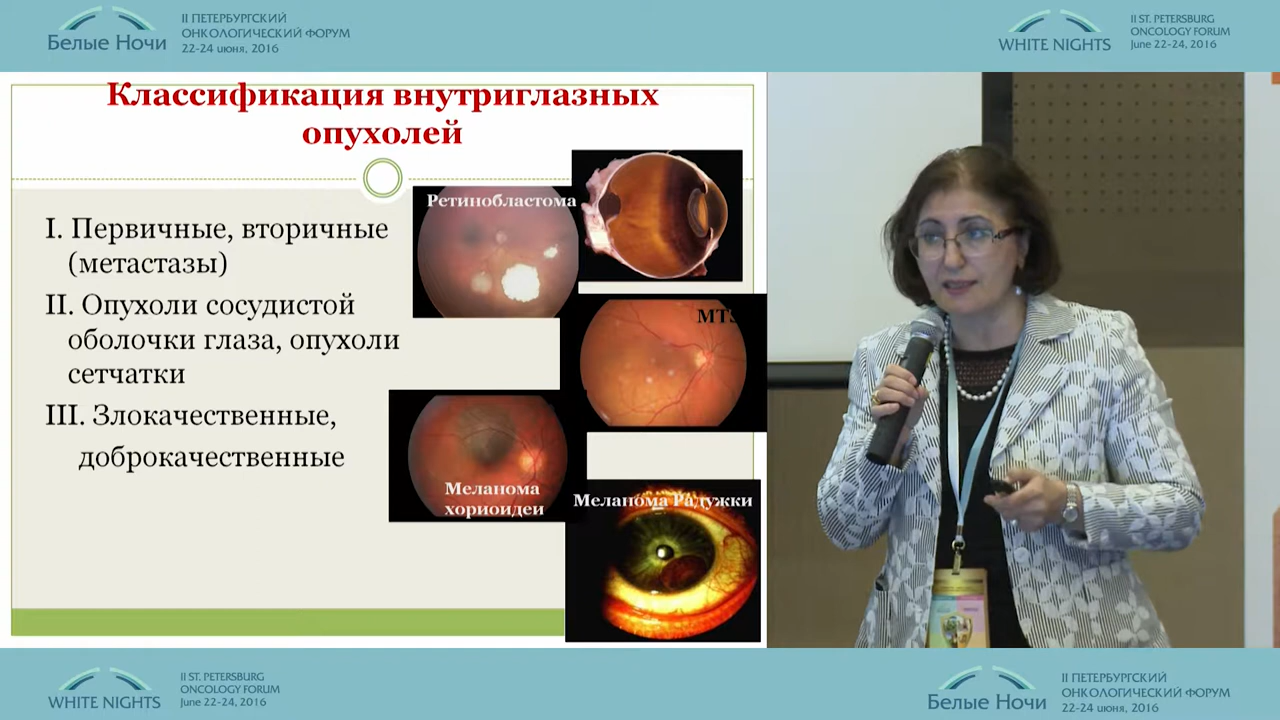 Белые Ночи
II ПЕТЕРБУРГСКИЙ
ОНКОЛОГИЧЕСКИЙ ФОРУМ
22-24 июня, 2016
WHITE NIGHTS
II ST. PETERSBURG
ONCOLOGY FORUM
June 22-24, 2016
Классификация внутриглазных
опухолей
I. Первичные, вторичные
(метастазы)
II. Опухоли сосудистой
оболочки глаза, опухоли
сетчатки
III. Злокачественные,
доброкачественные
Ретинобластома
MTS
Меланома
хориоидеи
Меланома Радужки
WHITE NIGHTS
II ST. PETERSBURG
ONCOLOGY FORUM
June 22-24, 2016
Белые Ночи
II ПЕТЕРБУРГСКИЙ
ОНКОЛОГИЧЕСКИЙ ФОРУМ
22-24 июня, 2016